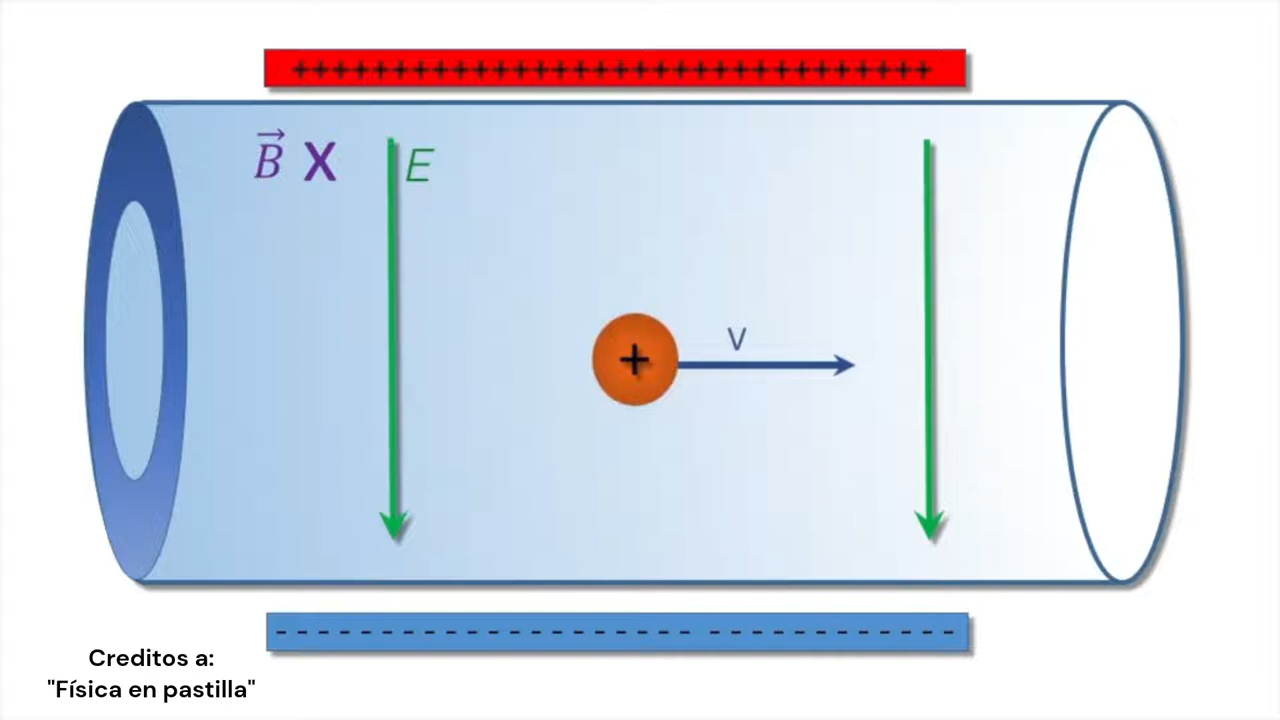 +++++++++++++++++++++++++++++++++
B⃗ X
E
+
V
- - - - - - - - - - - - - - - - - - - - - - - - - - - - - - - - - - - - - - -
Creditos a:
"Física en pastilla"